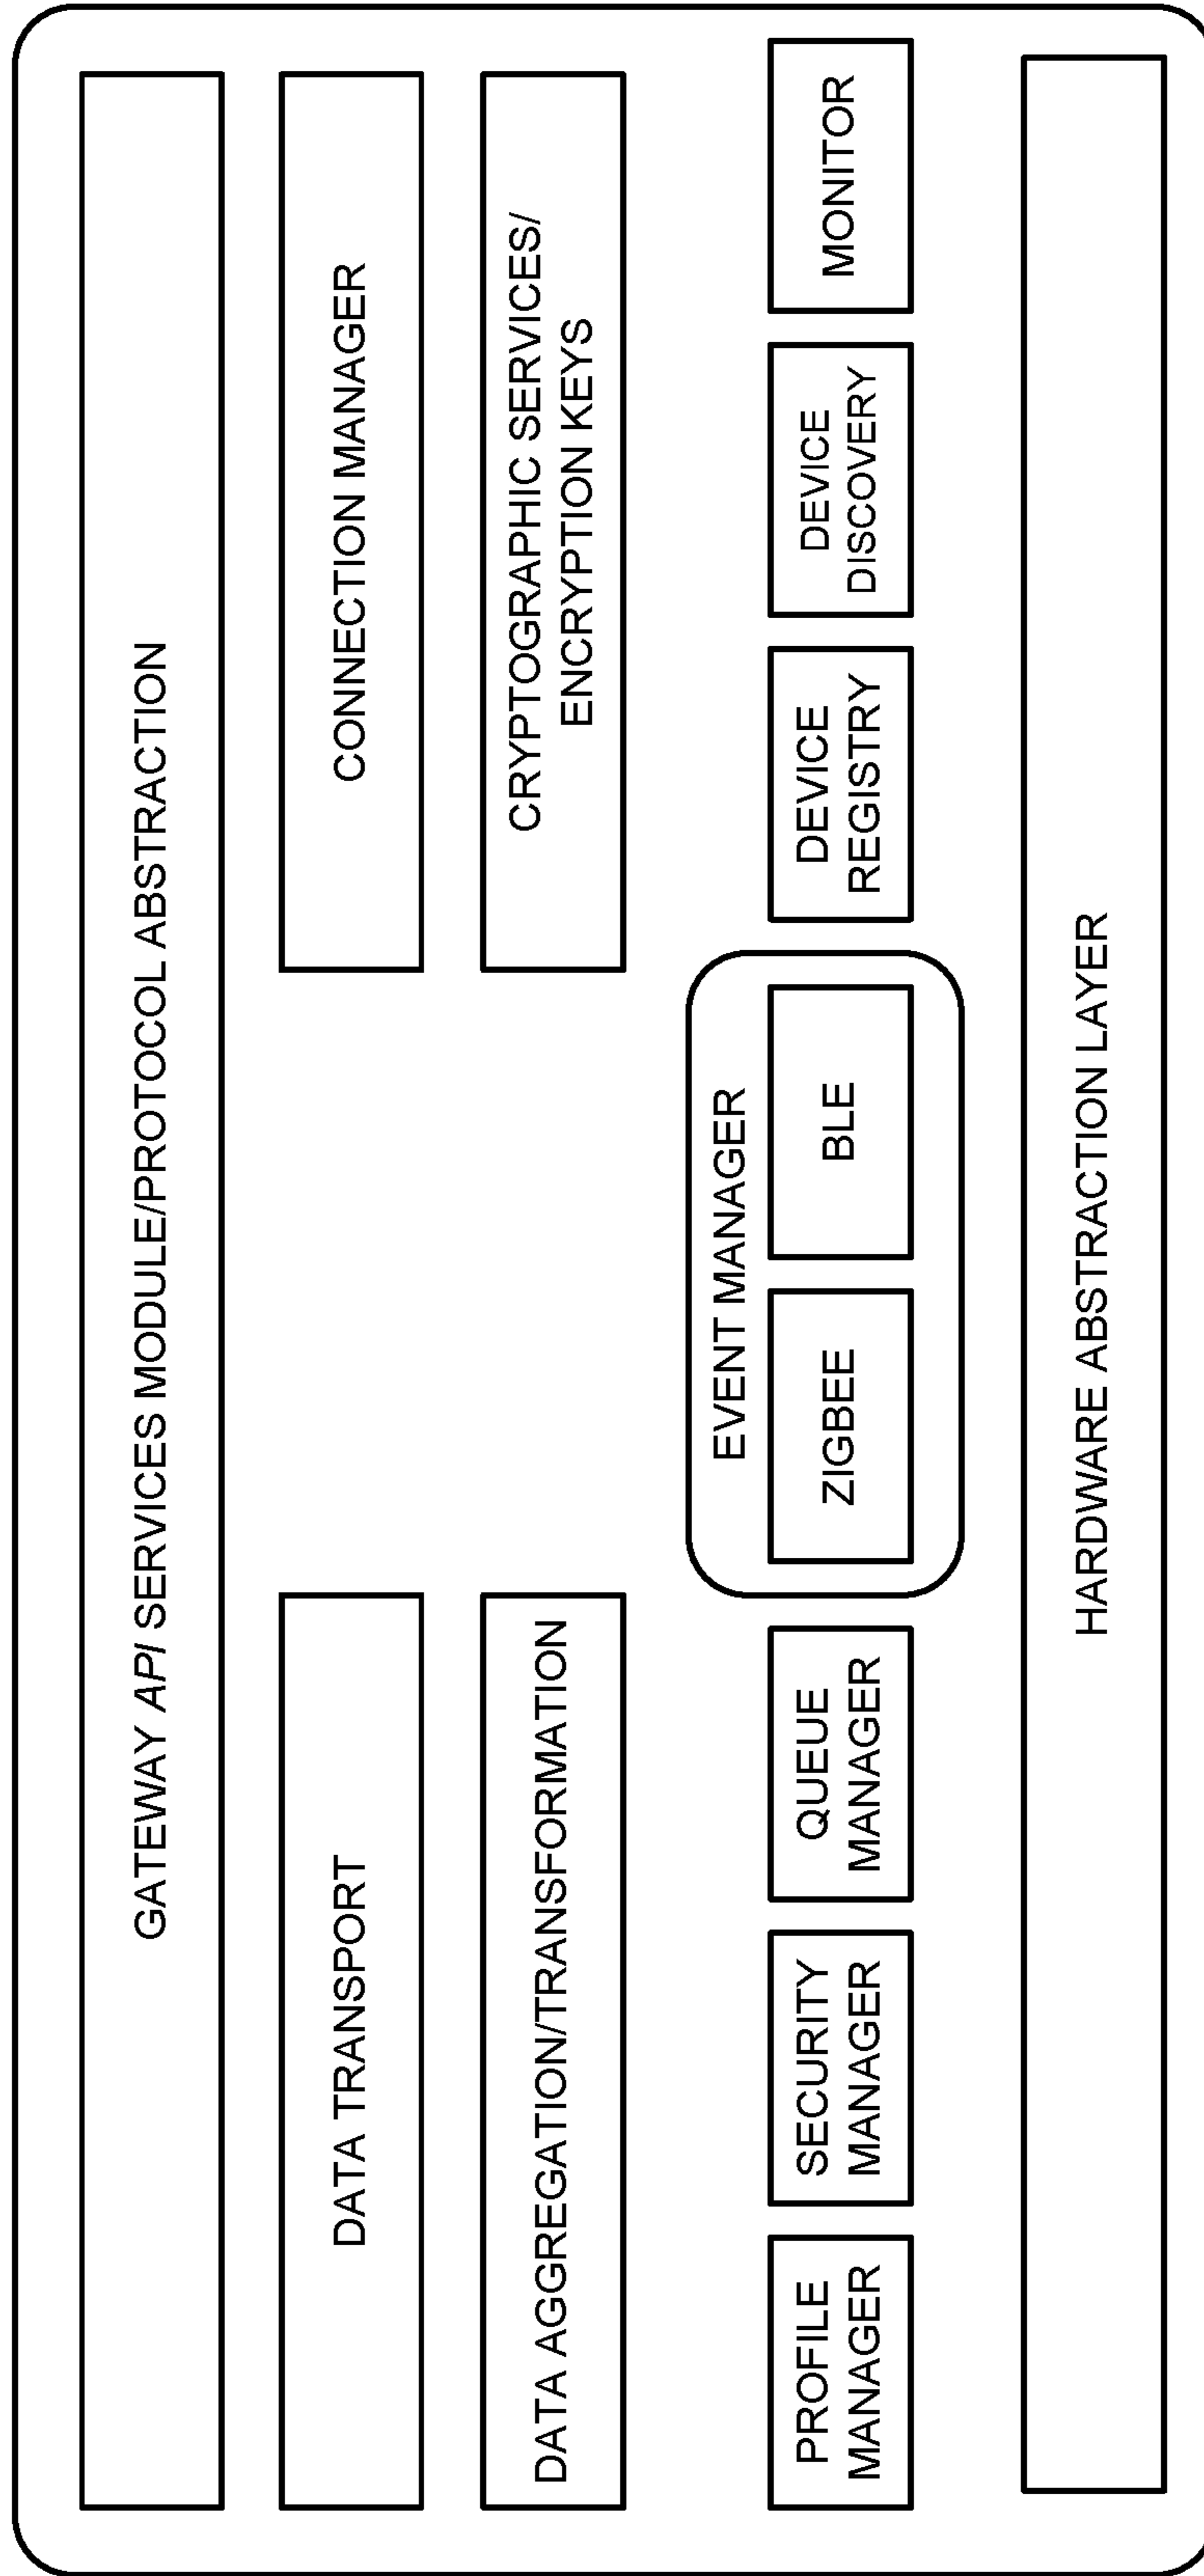 GATEWAY API SERVICES MODULE/PROTOCOL ABSTRACTION
DATA TRANSPORT
CONNECTION MANAGER
DATA AGGREGATION/TRANSFORMATION
CRYPTOGRAPHIC SERVICES/
ENCRYPTION KEYS
PROFILE
MANAGER
SECURITY
MANAGER
QUEUE
MANAGER
EVENT MANAGER
ZIGBEE
BLE
DEVICE
REGISTRY
DEVICE
DISCOVERY
MONITOR
HARDWARE ABSTRACTION LAYER